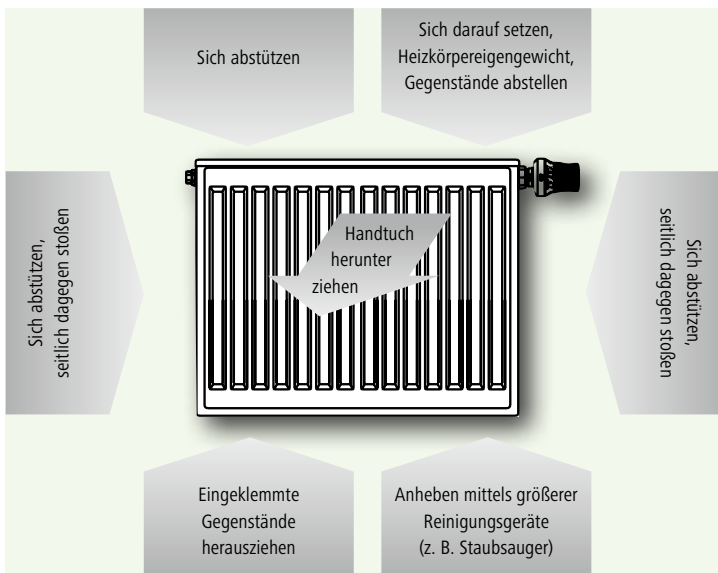 Sich abstützen
Sich darauf setzen,
Heizkörpereigengewicht,
Gegenstände abstellen
Sich abstützen,
seitlich dagegen stoßen
Handtuch
herunter
ziehen
Sich abstützen,
seitlich dagegen stoßen
Eingeklemmte
Gegenstände
herausziehen
Anheben mittels größerer
Reinigungsgeräte
(z. B. Staubsauger)